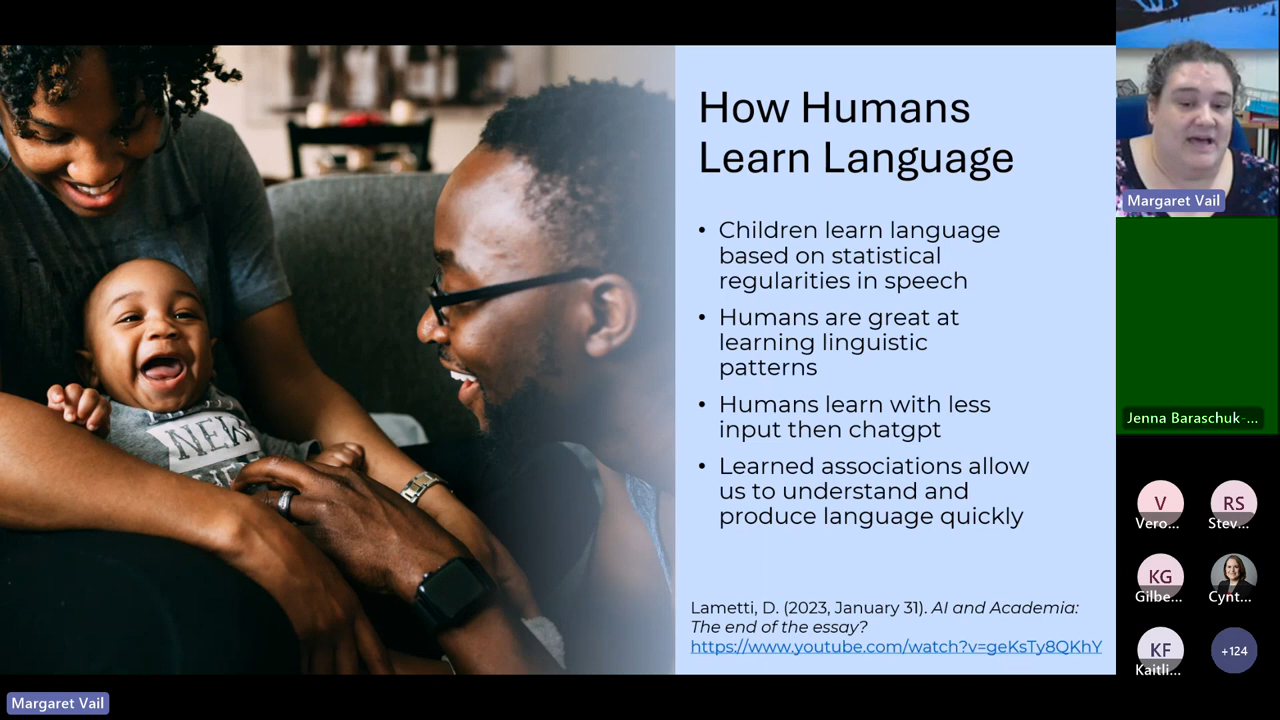 How Humans
Learn Language
• Children learn language
based on statistical
regularities in speech
• Humans are great at
learning linguistic
patterns
• Humans learn with less
input then chatgpt
• Learned associations allow
us to understand and
produce language quickly
Lametti, D. (2023, January 31). AI and Academia:
The end of the essay?
https://www.youtube.com/watch?v=geKsTy8QKhY
NEW
Margaret Vail
Jenna Baraschuk-...
V
Vero...
RS
Stev...
KG
Gilbe...
Cynt...
KF
Kaitli...
+124
Margaret Vail